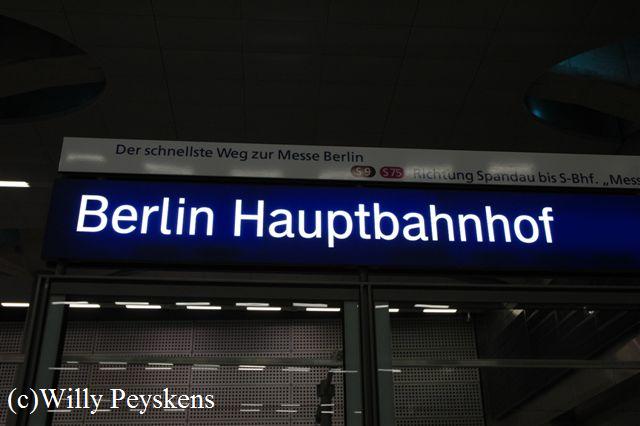 Der schnellste Weg zur Messe Berlin
S9 S75 Richtung Spandau bis S-Bhf. „Mess
Berlin Hauptbahnhof
(c)Willy Peyskens